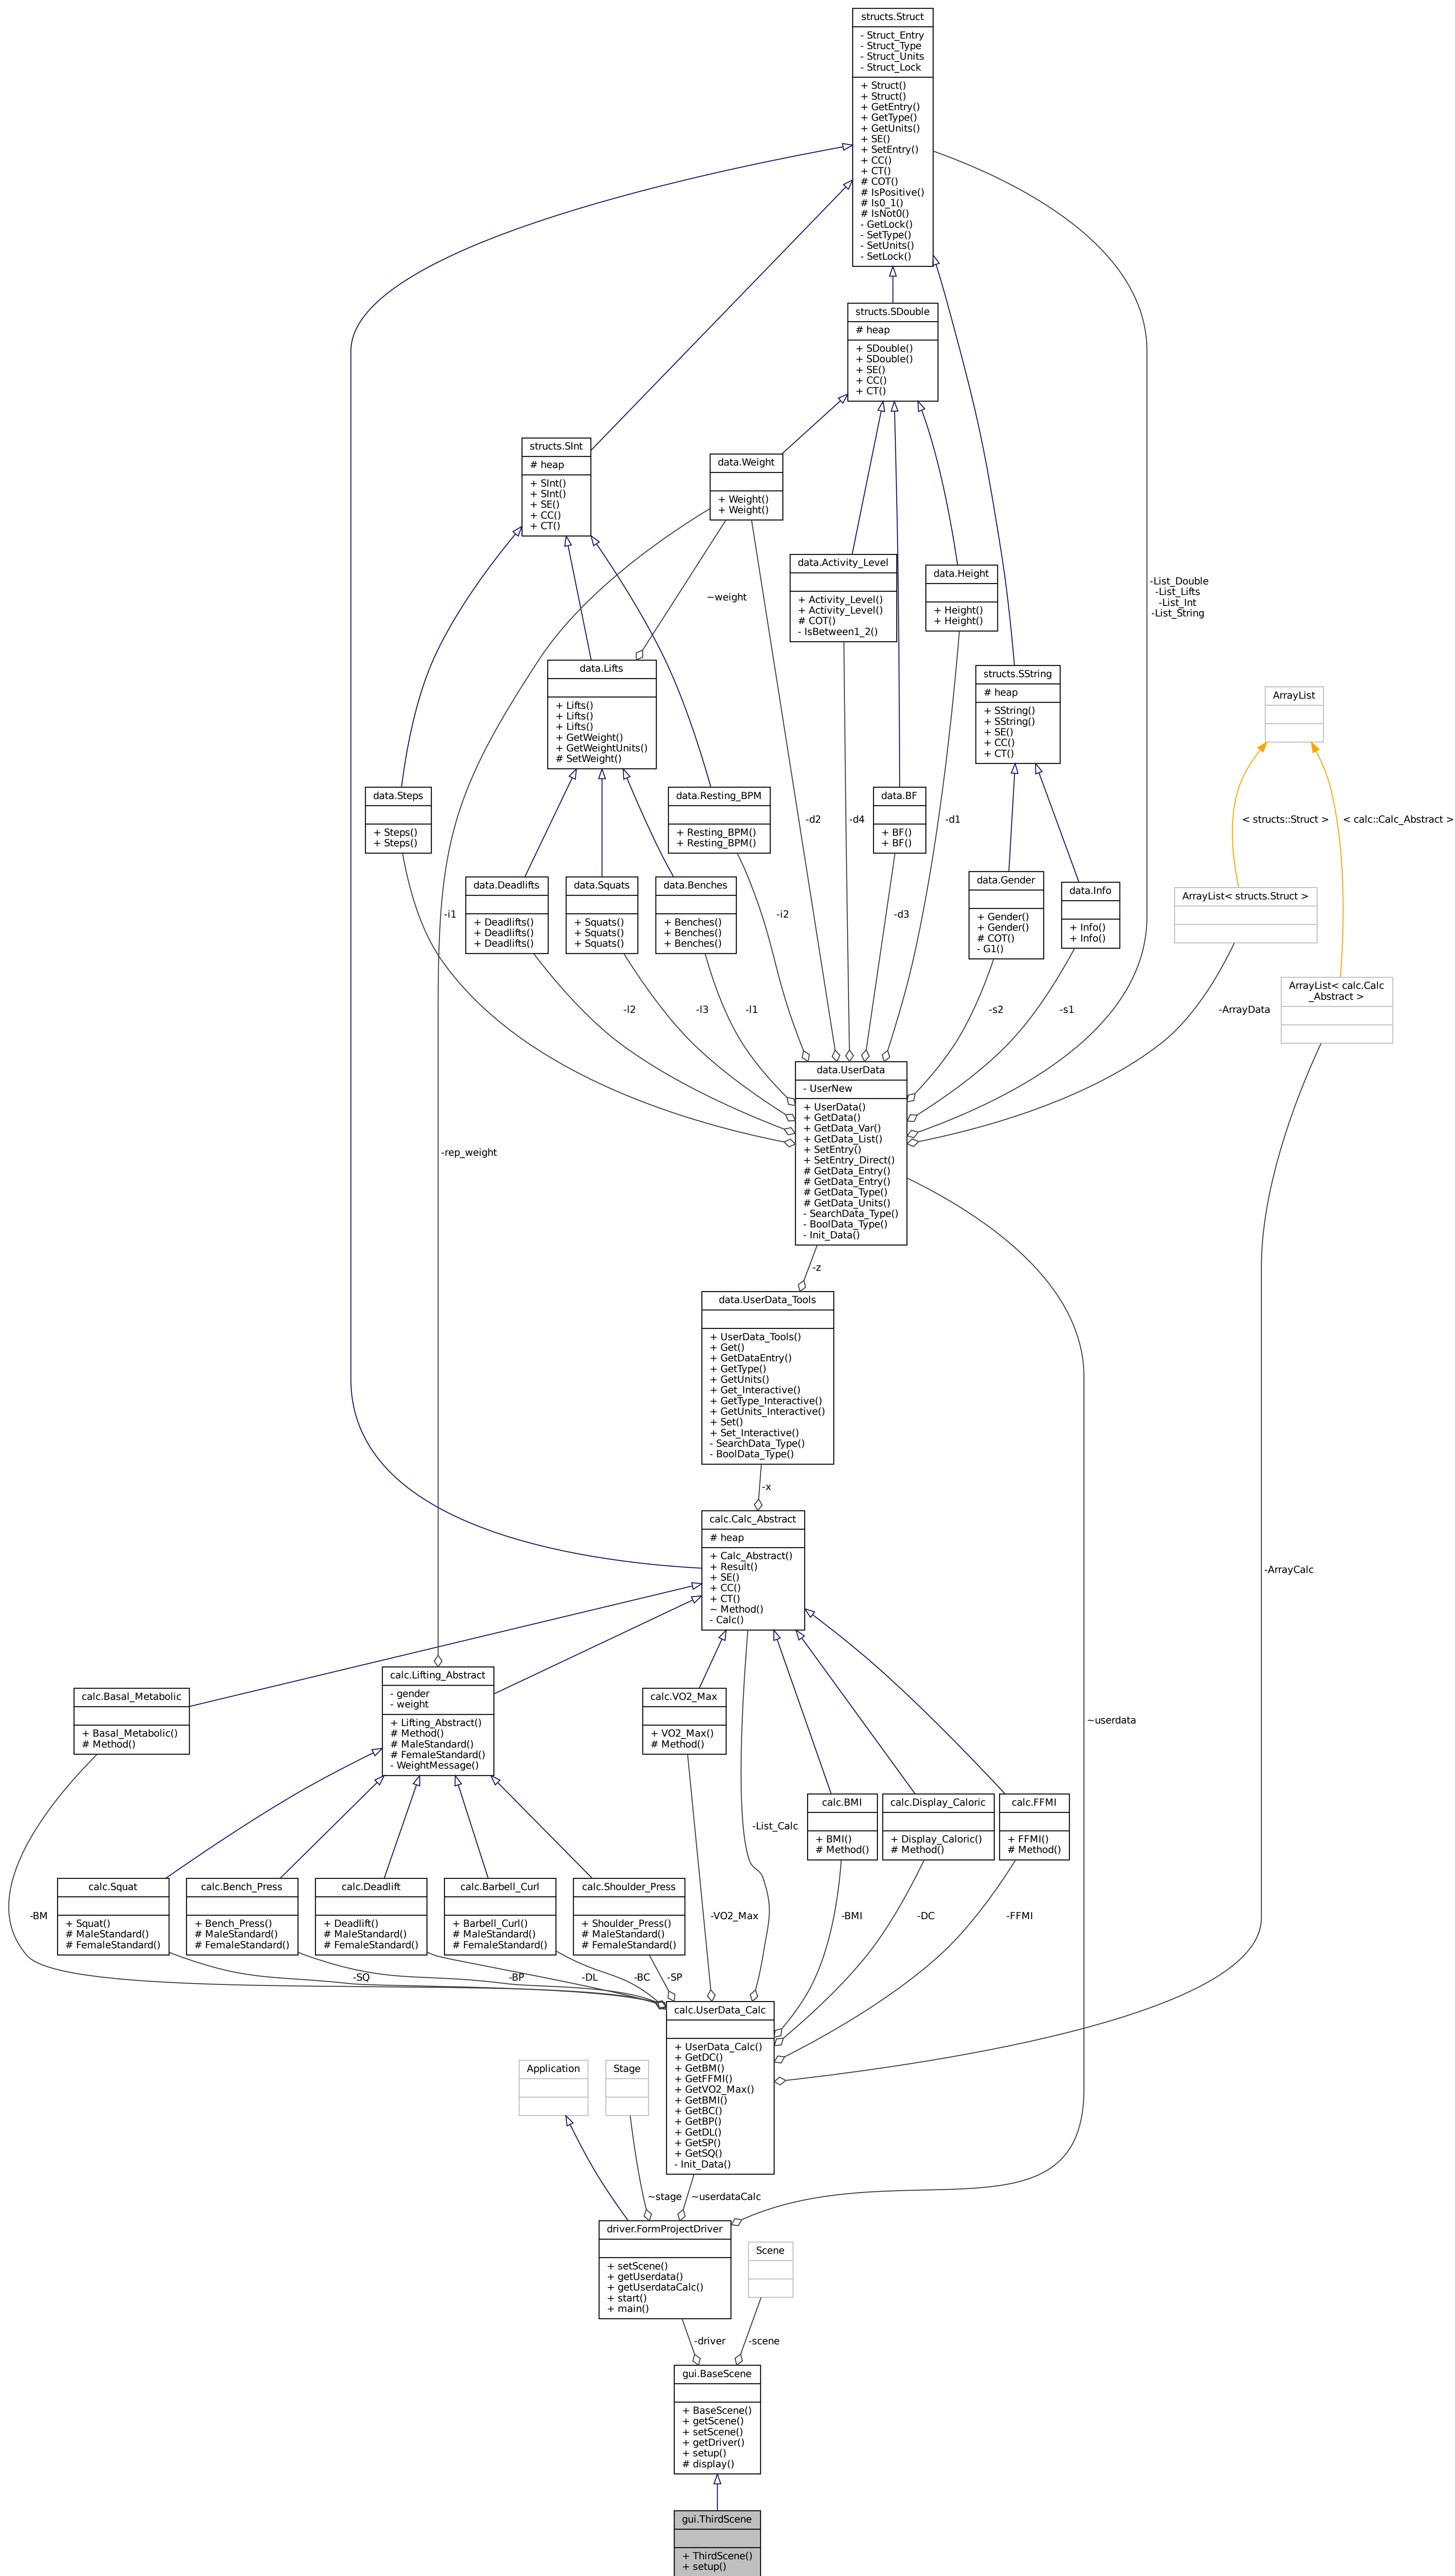 structs.Struct
- Struct_Entry
- Struct_Type
- Struct_Units
- Struct_Lock
+ Struct()
+ Struct()
+ GetEntry()
+ GetType()
+ GetUnits()
+ SE()
+ SetEntry()
+ CC()
+ CT()
# COT()
# IsPositive()
# Is0_1()
# IsNot0()
- GetLock()
- SetType()
- SetUnits()
- SetLock()
structs.SDouble
# heap
+ SDouble()
+ SDouble()
+ SE()
+ CC()
+ CT()
structs.SInt
# heap
+ SInt()
+ SInt()
+ SE()
+ CC()
+ CT()
data.Weight
+ Weight()
+ Weight()
data.Activity_Level
+ Activity_Level()
+ Activity_Level()
# COT()
- IsBetween1_2()
data.Height
+ Height()
+ Height()
~weight
-List_Double
-List_Lifts
-List_Int
-List_String
data.Lifts
+ Lifts()
+ Lifts()
+ Lifts()
+ GetWeight()
+ GetWeightUnits()
# SetWeight()
structs.SString
# heap
+ SString()
+ SString()
+ SE()
+ CC()
+ CT()
ArrayList
data.Steps
+ Steps()
+ Steps()
data.Resting_BPM
+ Resting_BPM()
+ Resting_BPM()
-d2
-d4
data.BF
+ BF()
+ BF()
-d1
< structs::Struct >
< calc::Calc_Abstract >
data.Deadlifts
+ Deadlifts()
+ Deadlifts()
+ Deadlifts()
data.Squats
+ Squats()
+ Squats()
+ Squats()
data.Benches
+ Benches()
+ Benches()
+ Benches()
data.Gender
+ Gender()
+ Gender()
# COT()
- G1()
data.Info
+ Info()
+ Info()
ArrayList< structs.Struct >
-i1
-i2
-d3
-l2
-l3
-l1
-s2
-s1
-ArrayData
ArrayList< calc.Calc
_Abstract >
data.UserData
- UserNew
+ UserData()
+ GetData()
+ GetData_Var()
+ GetData_List()
+ SetEntry()
+ SetEntry_Direct()
# GetData_Entry()
# GetData_Entry()
# GetData_Type()
# GetData_Units()
- SearchData_Type()
- BoolData_Type()
- Init_Data()
-rep_weight
-z
data.UserData_Tools
+ UserData_Tools()
+ Get()
+ GetDataEntry()
+ GetType()
+ GetUnits()
+ Get_Interactive()
+ GetType_Interactive()
+ GetUnits_Interactive()
+ Set()
+ Set_Interactive()
- SearchData_Type()
- BoolData_Type()
-x
calc.Calc_Abstract
# heap
+ Calc_Abstract()
+ Result()
+ SE()
+ CC()
+ CT()
~ Method()
- Calc()
-ArrayCalc
calc.Basal_Metabolic
+ Basal_Metabolic()
# Method()
calc.Lifting_Abstract
- gender
- weight
+ Lifting_Abstract()
# Method()
# MaleStandard()
# FemaleStandard()
- WeightMessage()
calc.VO2_Max
+ VO2_Max()
# Method()
~userdata
-List_Calc
calc.BMI
+ BMI()
# Method()
calc.Display_Caloric
+ Display_Caloric()
# Method()
calc.FFMI
+ FFMI()
# Method()
calc.Squat
+ Squat()
# MaleStandard()
# FemaleStandard()
calc.Bench_Press
+ Bench_Press()
# MaleStandard()
# FemaleStandard()
calc.Deadlift
+ Deadlift()
# MaleStandard()
# FemaleStandard()
calc.Barbell_Curl
+ Barbell_Curl()
# MaleStandard()
# FemaleStandard()
calc.Shoulder_Press
+ Shoulder_Press()
# MaleStandard()
# FemaleStandard()
-BM
-VO2_Max
-BMI
-DC
-FFMI
-SQ
-BP
-DL
-BC
-SP
calc.UserData_Calc
+ UserData_Calc()
+ GetDC()
+ GetBM()
+ GetFFMI()
+ GetVO2_Max()
+ GetBMI()
+ GetBC()
+ GetBP()
+ GetDL()
+ GetSP()
+ GetSQ()
- Init_Data()
Application
Stage
~stage
~userdataCalc
driver.FormProjectDriver
+ setScene()
+ getUserdata()
+ getUserdataCalc()
+ start()
+ main()
Scene
-driver
-scene
gui.BaseScene
+ BaseScene()
+ getScene()
+ setScene()
+ getDriver()
+ setup()
# display()
gui.ThirdScene
+ ThirdScene()
+ setup()